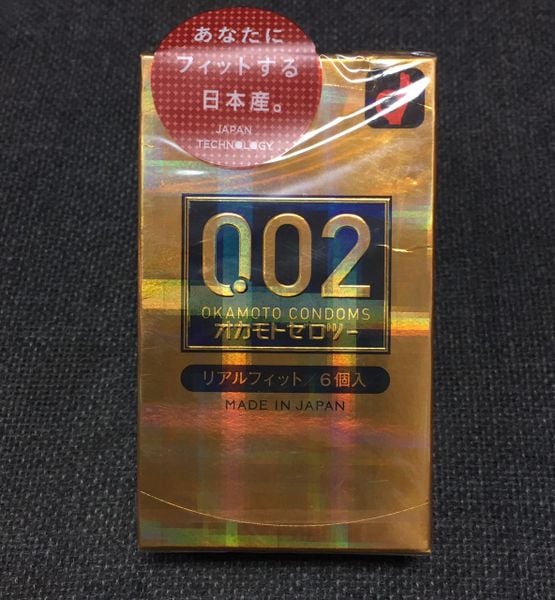 あなたに
フィットする
日本産。
JAPAN
TECHNOLOGY
0.02
OKAMOTO CONDOMS
オカモトゼロツー
リアルフィット／6個入
MADE IN JAPAN